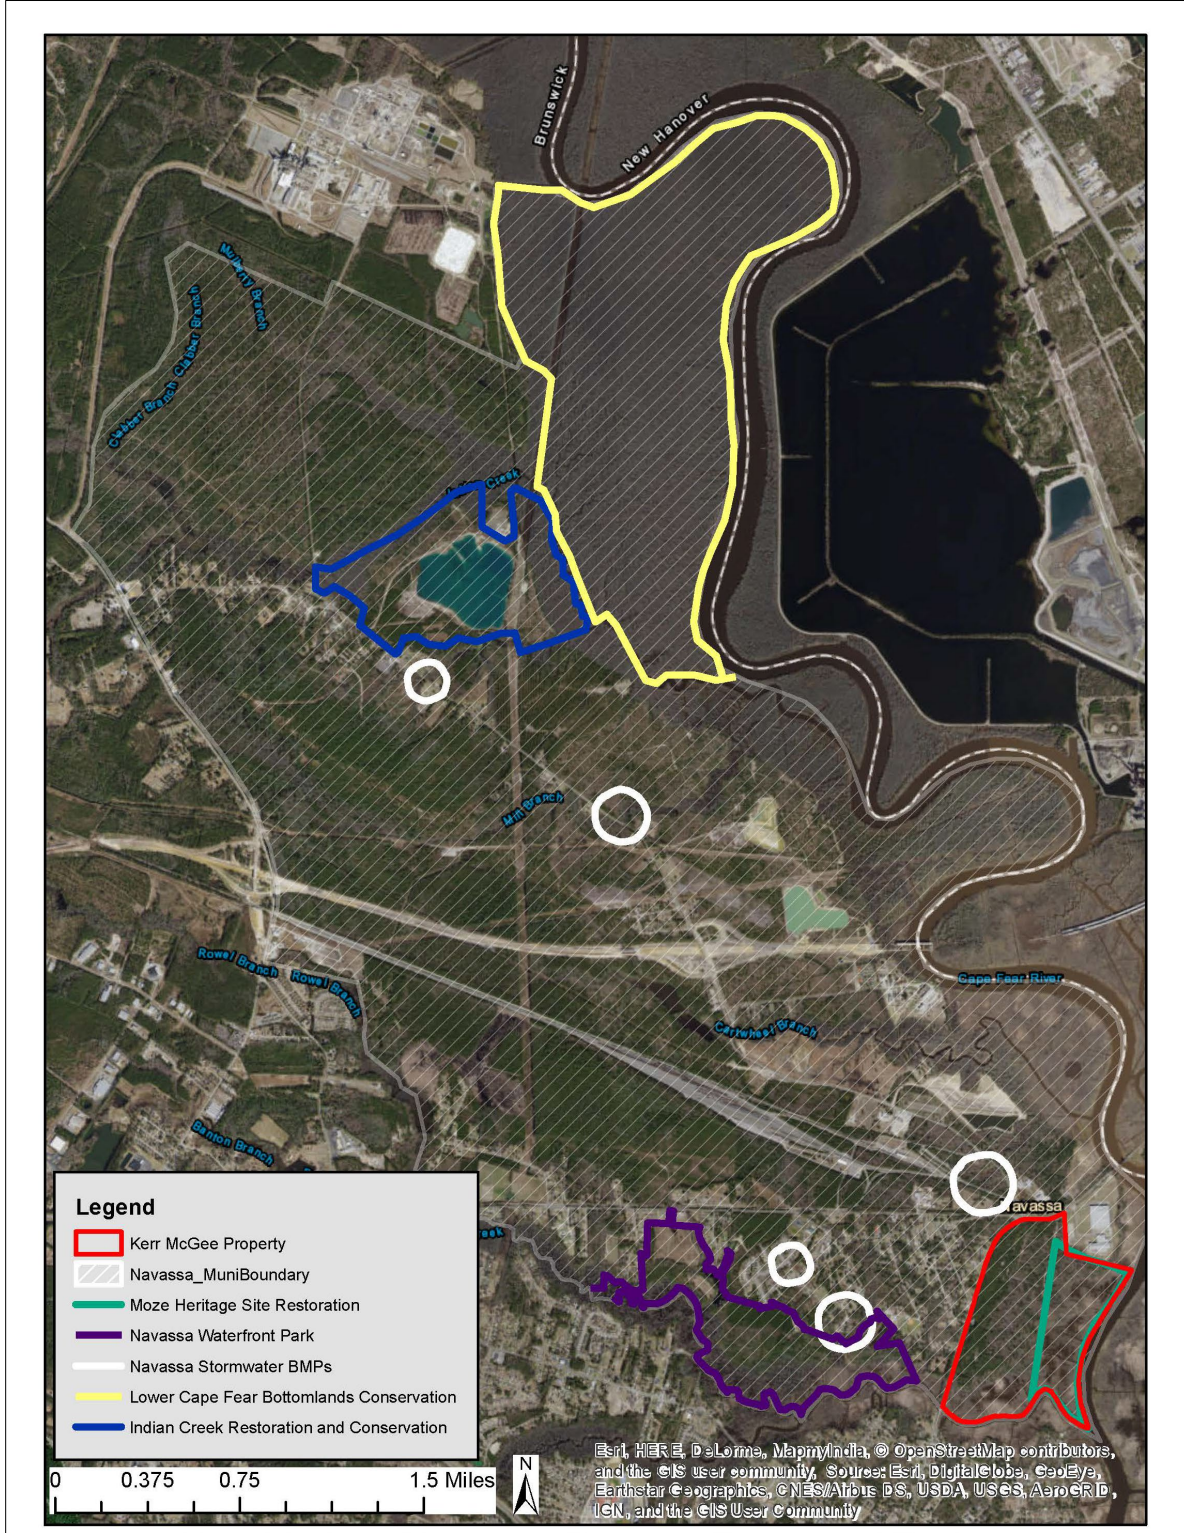 Brunswick
New Hanover
Mulberry Branch
Clabber Branch
Clabber Branch
Creek
Mill Branch
Rowel Branch
Rowel Branch
Cape Fear River
Cartwheel Branch
Banton Branch
Navassa
Legend
Kerr McGee Property
Navassa_MuniBoundary
Moze Heritage Site Restoration
Navassa Waterfront Park
Navassa Stormwater BMPs
Lower Cape Fear Bottomlands Conservation
Indian Creek Restoration and Conservation
0 0.375 0.75 1.5 Miles
N
Esri, HERE, DeLorme, MapmyIndia, © OpenStreetMap contributors,
and the GIS user community, Source: Esri, DigitalGlobe, GeoEye,
Earthstar Geographics, CNES/Airbus DS, USDA, USGS, AeroGRID,
IGN, and the GIS User Community